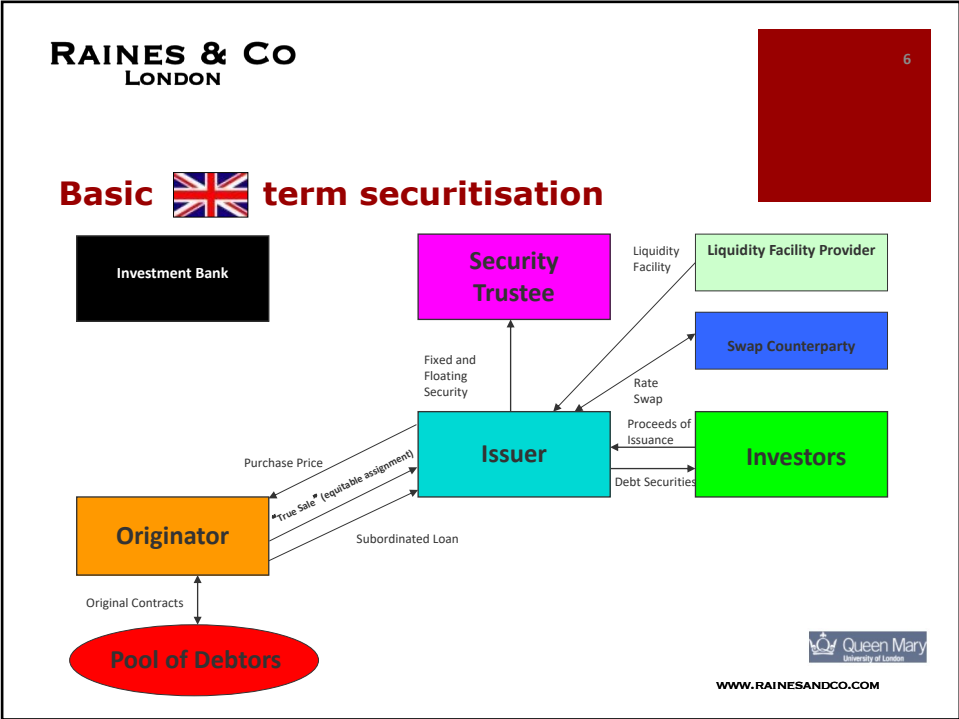 RAINES & CO
LONDON
6
Basic term securitisation
Investment Bank
Security
Trustee
Liquidity
Facility
Liquidity Facility Provider
Swap Counterparty
Fixed and
Floating
Security
Rate
Swap
Proceeds of
Issuance
Issuer
Investors
Debt Securities
Purchase Price
"True Sale" (equitable assignment)
Originator
Subordinated Loan
Original Contracts
Pool of Debtors
Queen Mary
University of London
WWW.RAINESANDCO.COM